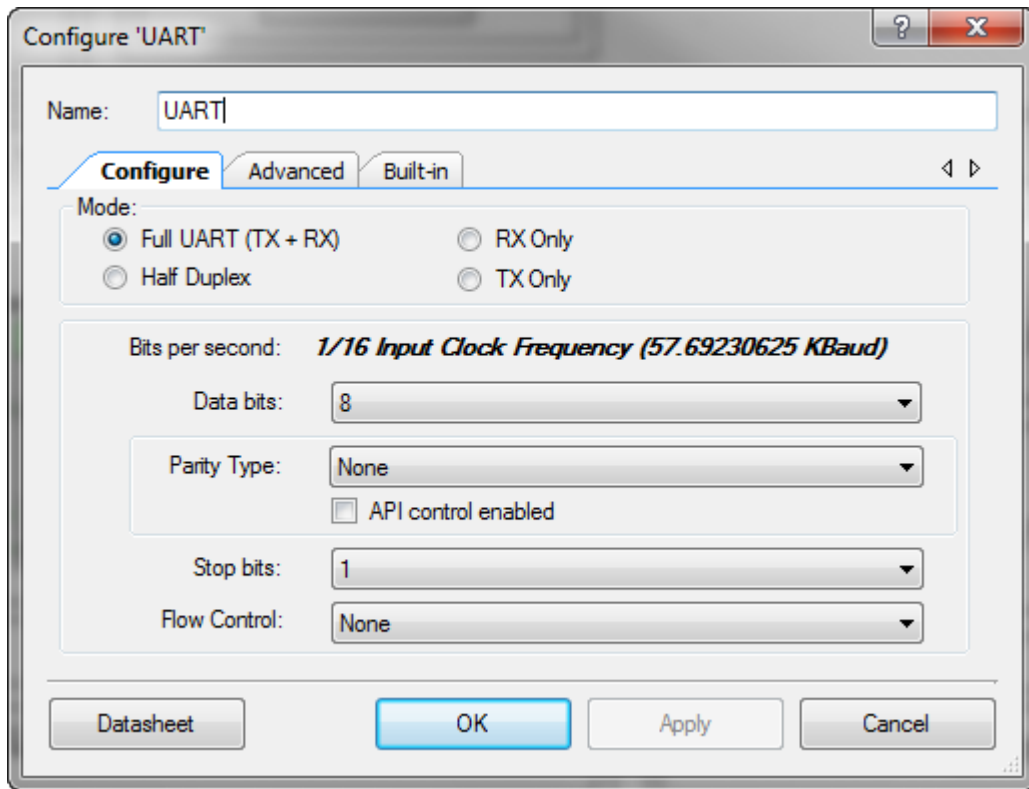 Configure 'UART'
Name: UART
Configure Advanced Built-in
Mode:
Full UART (TX + RX) RX Only
Half Duplex TX Only
Bits per second: 1/16 Input Clock Frequency (57.69230625 KBaud)
Data bits: 8
Parity Type: None
API control enabled
Stop bits: 1
Flow Control: None
Datasheet OK Apply Cancel